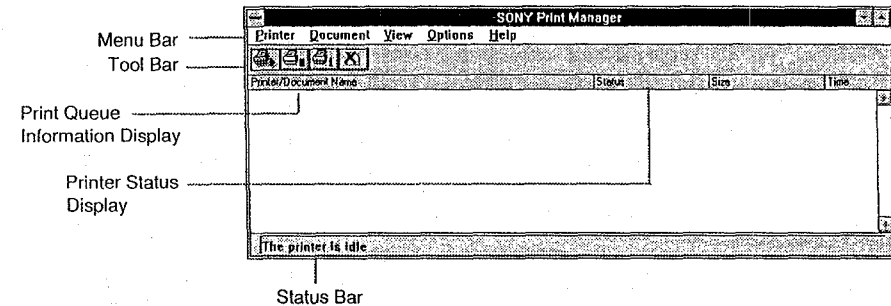 SONY Print Manager
Menu Bar
Printer Document View Options Help
Tool Bar
Printer/Document Name Status Size Time
Print Queue
Information Display
Printer Status
Display
The printer is idle
Status Bar